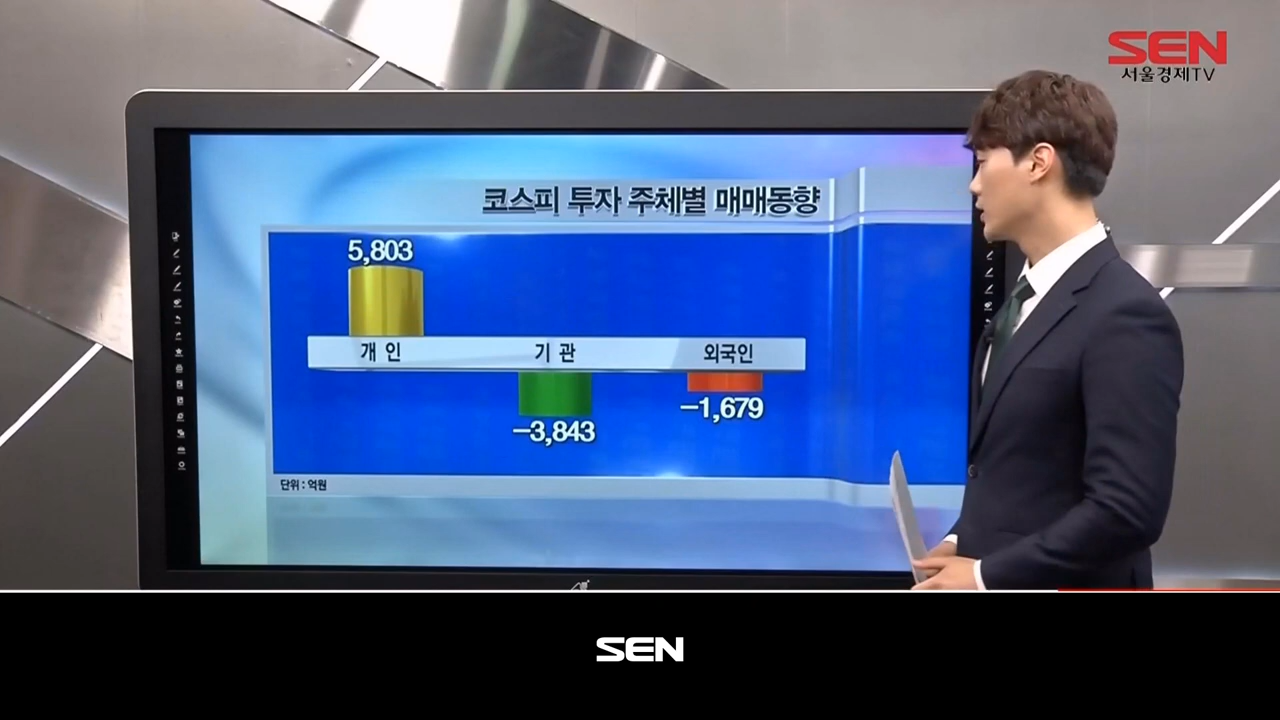 SEN
서울경제TV
코스피 투자 주체별 매매동향
5,803
개인 기관 외국인
-3,843
-1,679
단위 : 억원
SEN